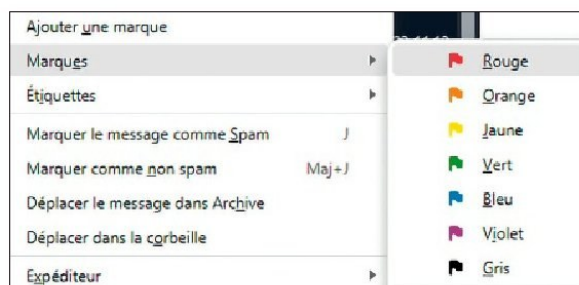 Ajouter une marque
Marques
Étiquettes
Marquer le message comme Spam J
Marquer comme non spam Maj+J
Déplacer le message dans Archive
Déplacer dans la corbeille
Expéditeur
Rouge
Orange
Jaune
Vert
Bleu
Violet
Gris